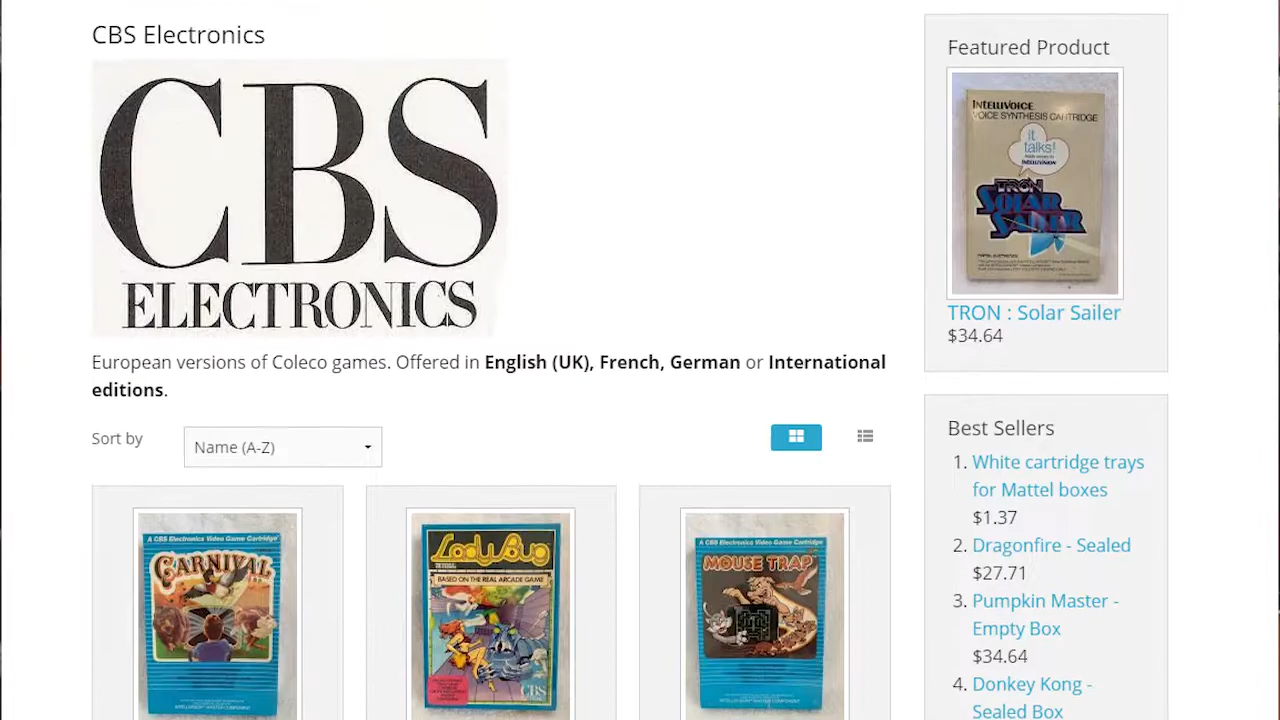 CBS Electronics
CBS
ELECTRONICS
European versions of Coleco games. Offered in English (UK), French, German or International
editions.
Sort by
Name (A-Z)
A CBS Electronics Video Game Cartridge
CARNIVAL
Lady Bug
BASED ON THE REAL ARCADE GAME
CBS
A CBS Electronics Video Game Cartridge
MOUSE TRAP
Featured Product
INTELLIVOICE
VOICE SYNTHESIS CARTRIDGE
it
talks!
TRON
SOLAR
SAILER
TRON : Solar Sailer
$34.64
Best Sellers
1. White cartridge trays
for Mattel boxes
$1.37
2. Dragonfire - Sealed
$27.71
3. Pumpkin Master -
Empty Box
$34.64
4. Donkey Kong -
Sealed Box